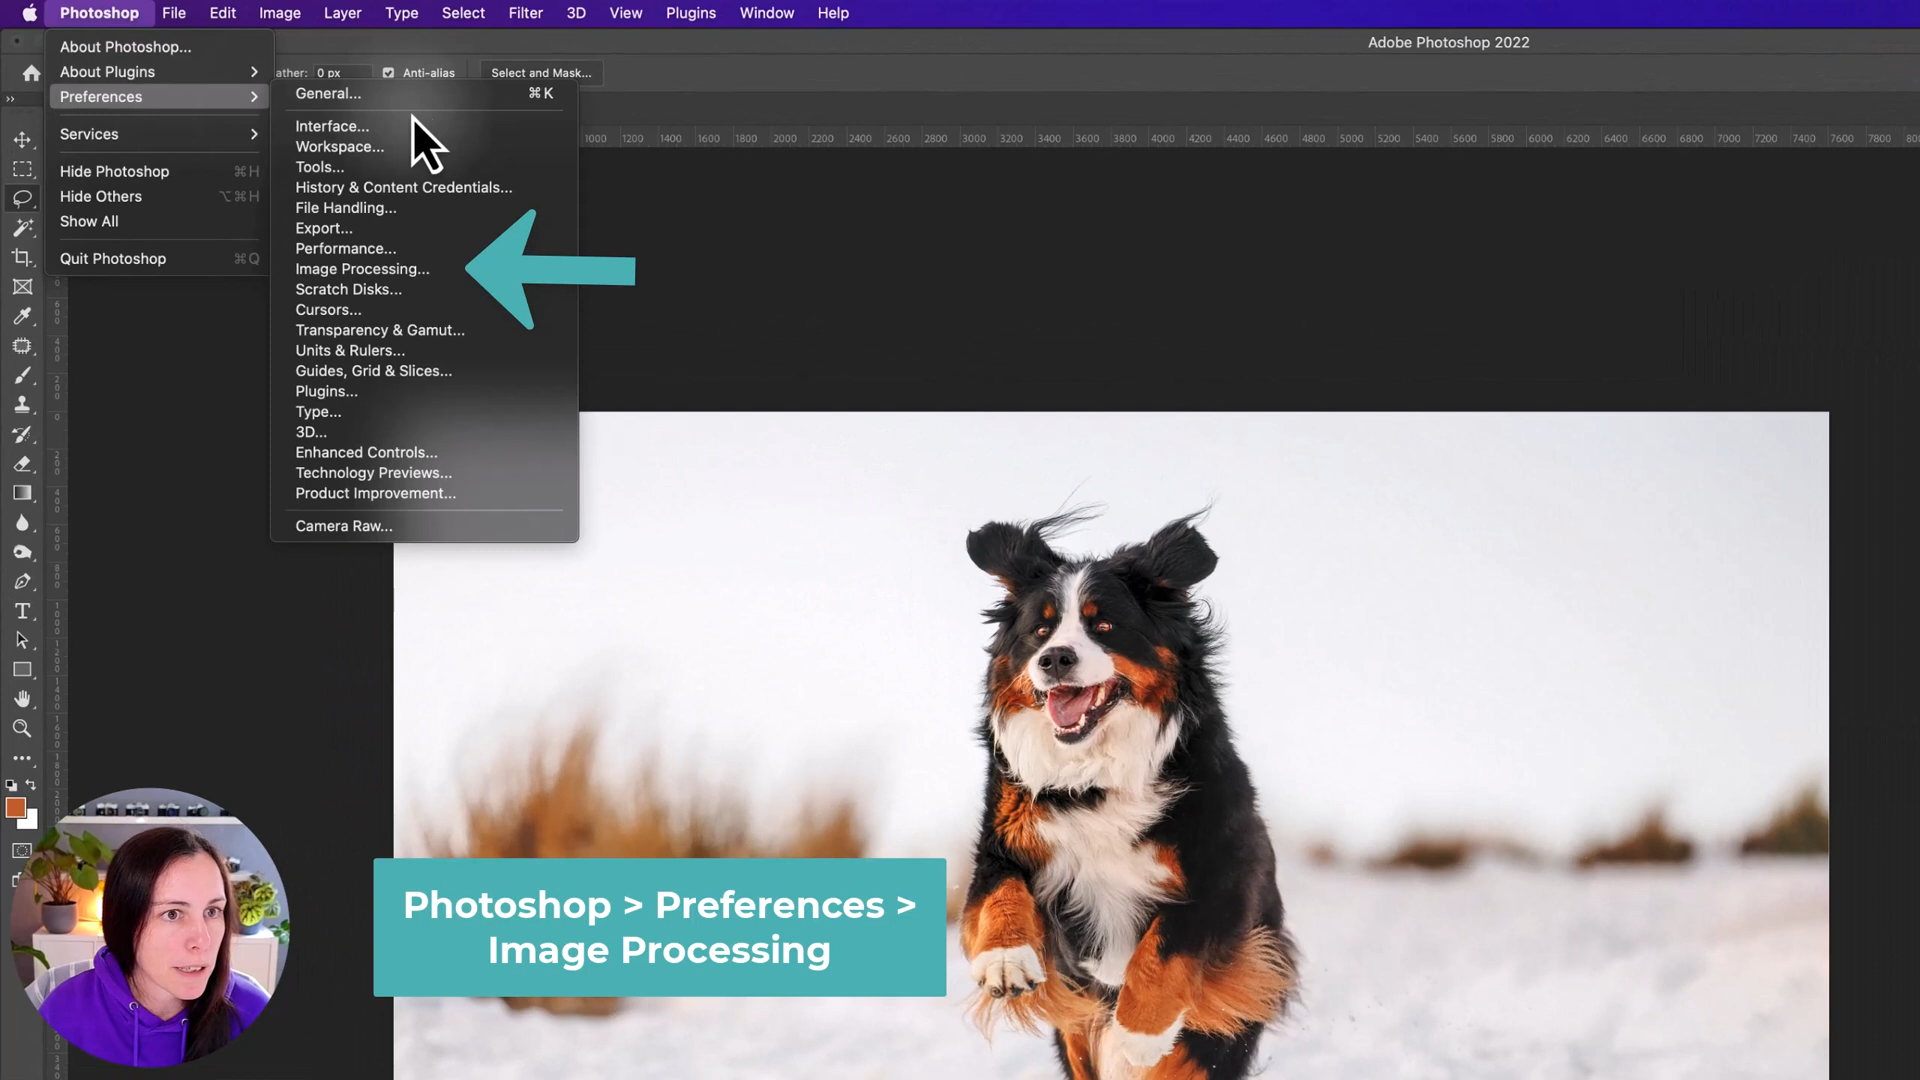 Photoshop File Edit Image Layer Type Select Filter 3D View Plugins Window Help
Adobe Photoshop 2022
About Photoshop...
About Plugins
Preferences
Services
Hide Photoshop ⌘H
Hide Others ⌥⌘H
Show All
Quit Photoshop ⌘Q
ather: 0 px Anti-alias Select and Mask...
General... ⌘K
Interface...
Workspace...
Tools...
History & Content Credentials...
File Handling...
Export...
Performance...
Image Processing...
Scratch Disks...
Cursors...
Transparency & Gamut...
Units & Rulers...
Guides, Grid & Slices...
Plugins...
Type...
3D...
Enhanced Controls...
Technology Previews...
Product Improvement...
Camera Raw...
1000 1200 1400 1600 1800 2000 2200 2400 2600 2800 3000 3200 3400 3600 3800 4000 4200 4400 4600 4800 5000 5200 5400 5600 5800 6000 6200 6400 6600 6800 7000 7200 7400 7600 7800
Photoshop > Preferences >
Image Processing